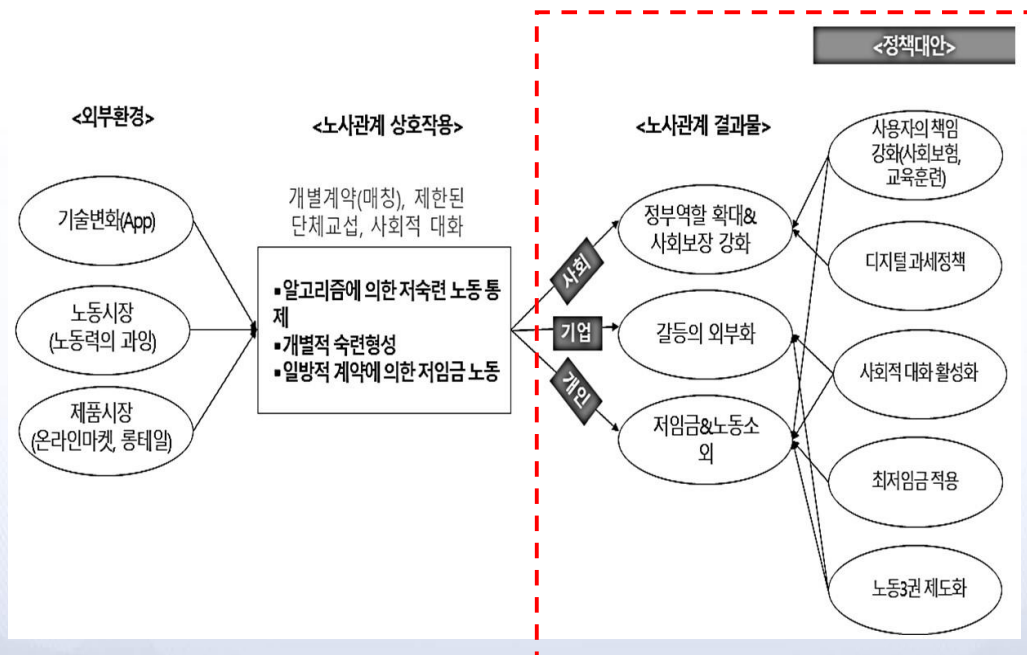 <정책대안>
<외부환경>
<노사관계 상호작용>
<노사관계 결과물>
기술변화(App)
노동시장
(노동력의 과잉)
제품시장
(온라인마켓, 롱테일)
개별계약(매칭), 제한된
단체교섭, 사회적 대화
▪알고리즘에 의한 저숙련 노동 통
제
▪개별적 숙련형성
▪일방적 계약에 의한 저임금 노동
사회
기업
개인
정부역할 확대&
사회보장 강화
갈등의 외부화
저임금&노동소
외
사용자의 책임
강화(사회보험,
교육훈련)
디지털 과세정책
사회적 대화 활성화
최저임금 적용
노동3권 제도화